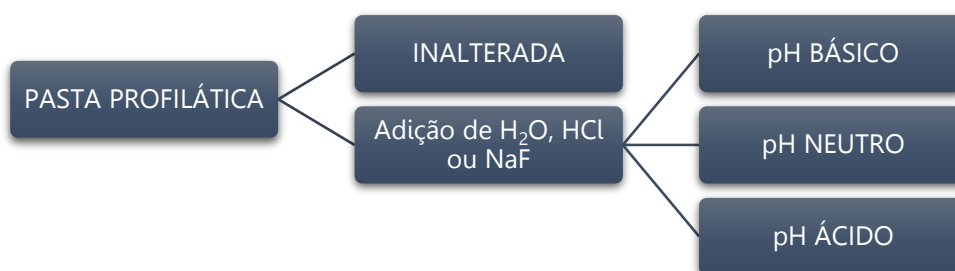 PASTA PROFILÁTICA
INALTERADA
Adição de H₂O, HCl
ou NaF
pH BÁSICO
pH NEUTRO
pH ÁCIDO